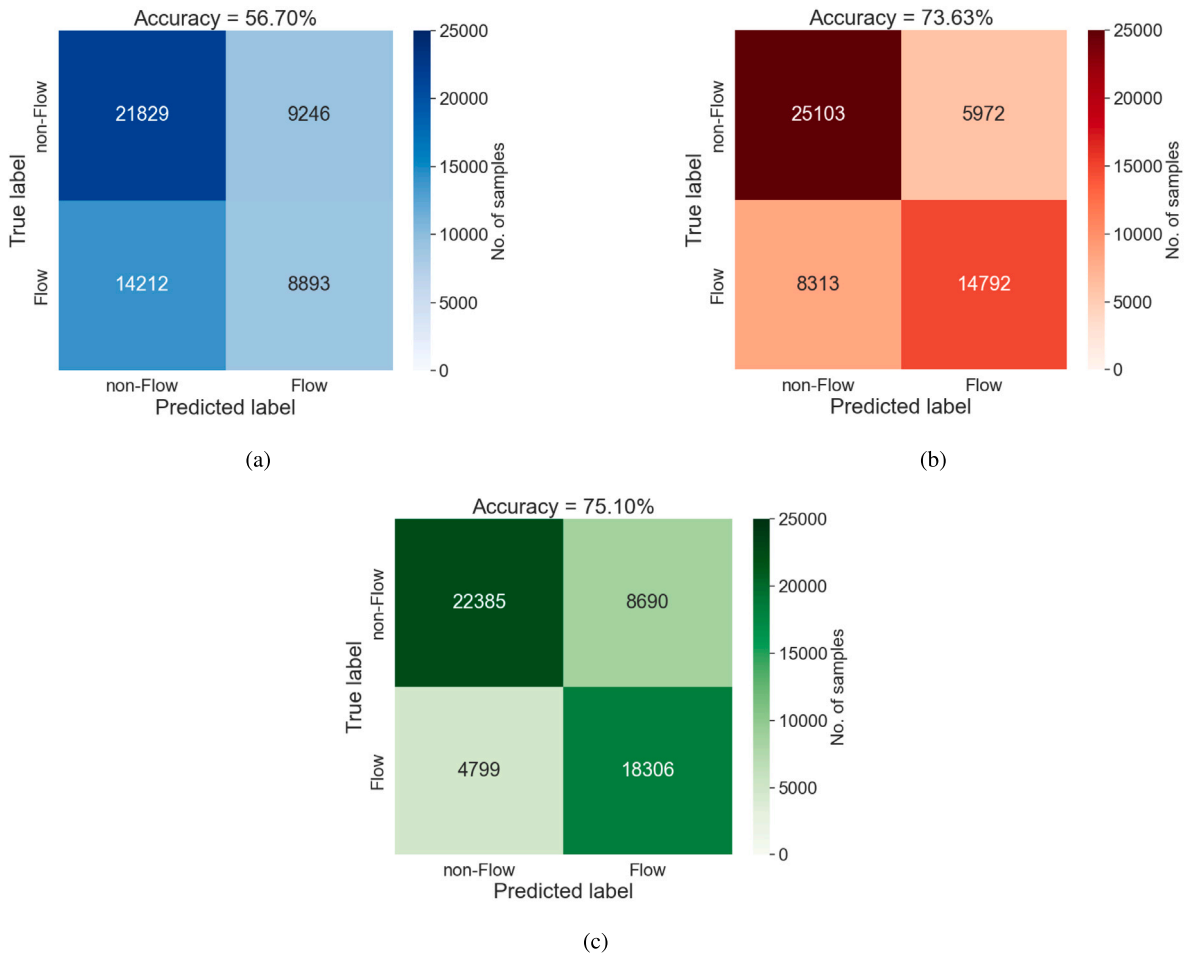 Accuracy = 56.70%
25000
20000
15000
10000
5000
0
No. of samples
True label
non-Flow
Flow
21829
9246
14212
8893
non-Flow
Flow
Predicted label
(a)
Accuracy = 73.63%
25000
20000
15000
10000
5000
0
No. of samples
True label
non-Flow
Flow
25103
5972
8313
14792
non-Flow
Flow
Predicted label
(b)
Accuracy = 75.10%
25000
20000
15000
10000
5000
0
No. of samples
True label
non-Flow
Flow
22385
8690
4799
18306
non-Flow
Flow
Predicted label
(c)